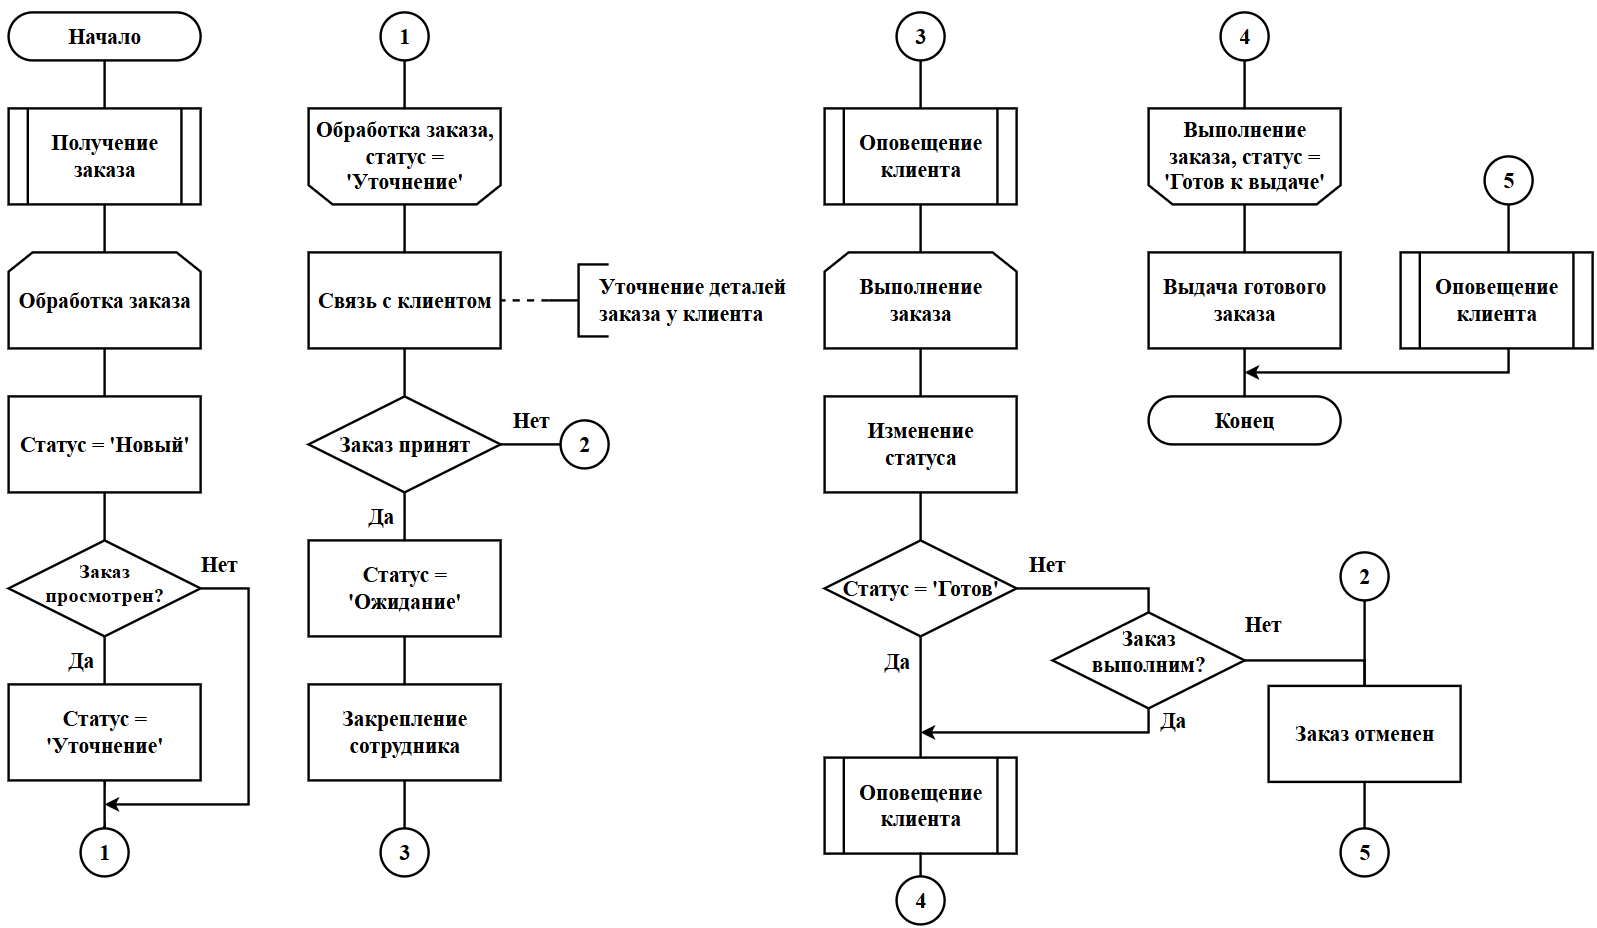 Начало
Получение
заказа
Обработка заказа
Статус = 'Новый'
Заказ
просмотрен?
Нет
Да
Статус =
'Уточнение'
1
1
Обработка заказа,
статус =
'Уточнение'
Связь с клиентом
Уточнение деталей
заказа у клиента
Заказ принят
Нет
2
Да
Статус =
'Ожидание'
Закрепление
сотрудника
3
3
Оповещение
клиента
Выполнение
заказа
Изменение
статуса
Статус = 'Готов'
Нет
Да
Заказ
выполним?
Нет
Да
Оповещение
клиента
4
2
Заказ отменен
5
4
Выполнение
заказа, статус =
'Готов к выдаче'
Выдача готового
заказа
Конец
5
Оповещение
клиента